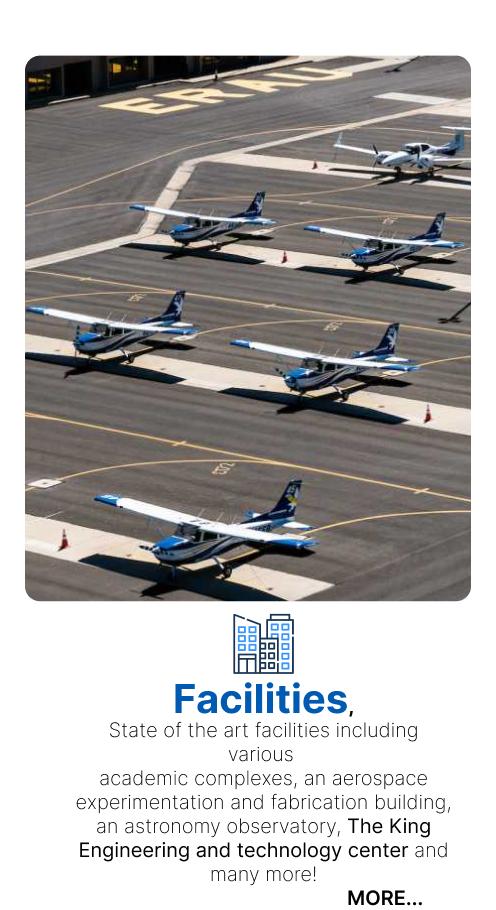 ERAU
Facilities,
State of the art facilities including
various
academic complexes, an aerospace
experimentation and fabrication building,
an astronomy observatory, The King
Engineering and technology center and
many more!
MORE...